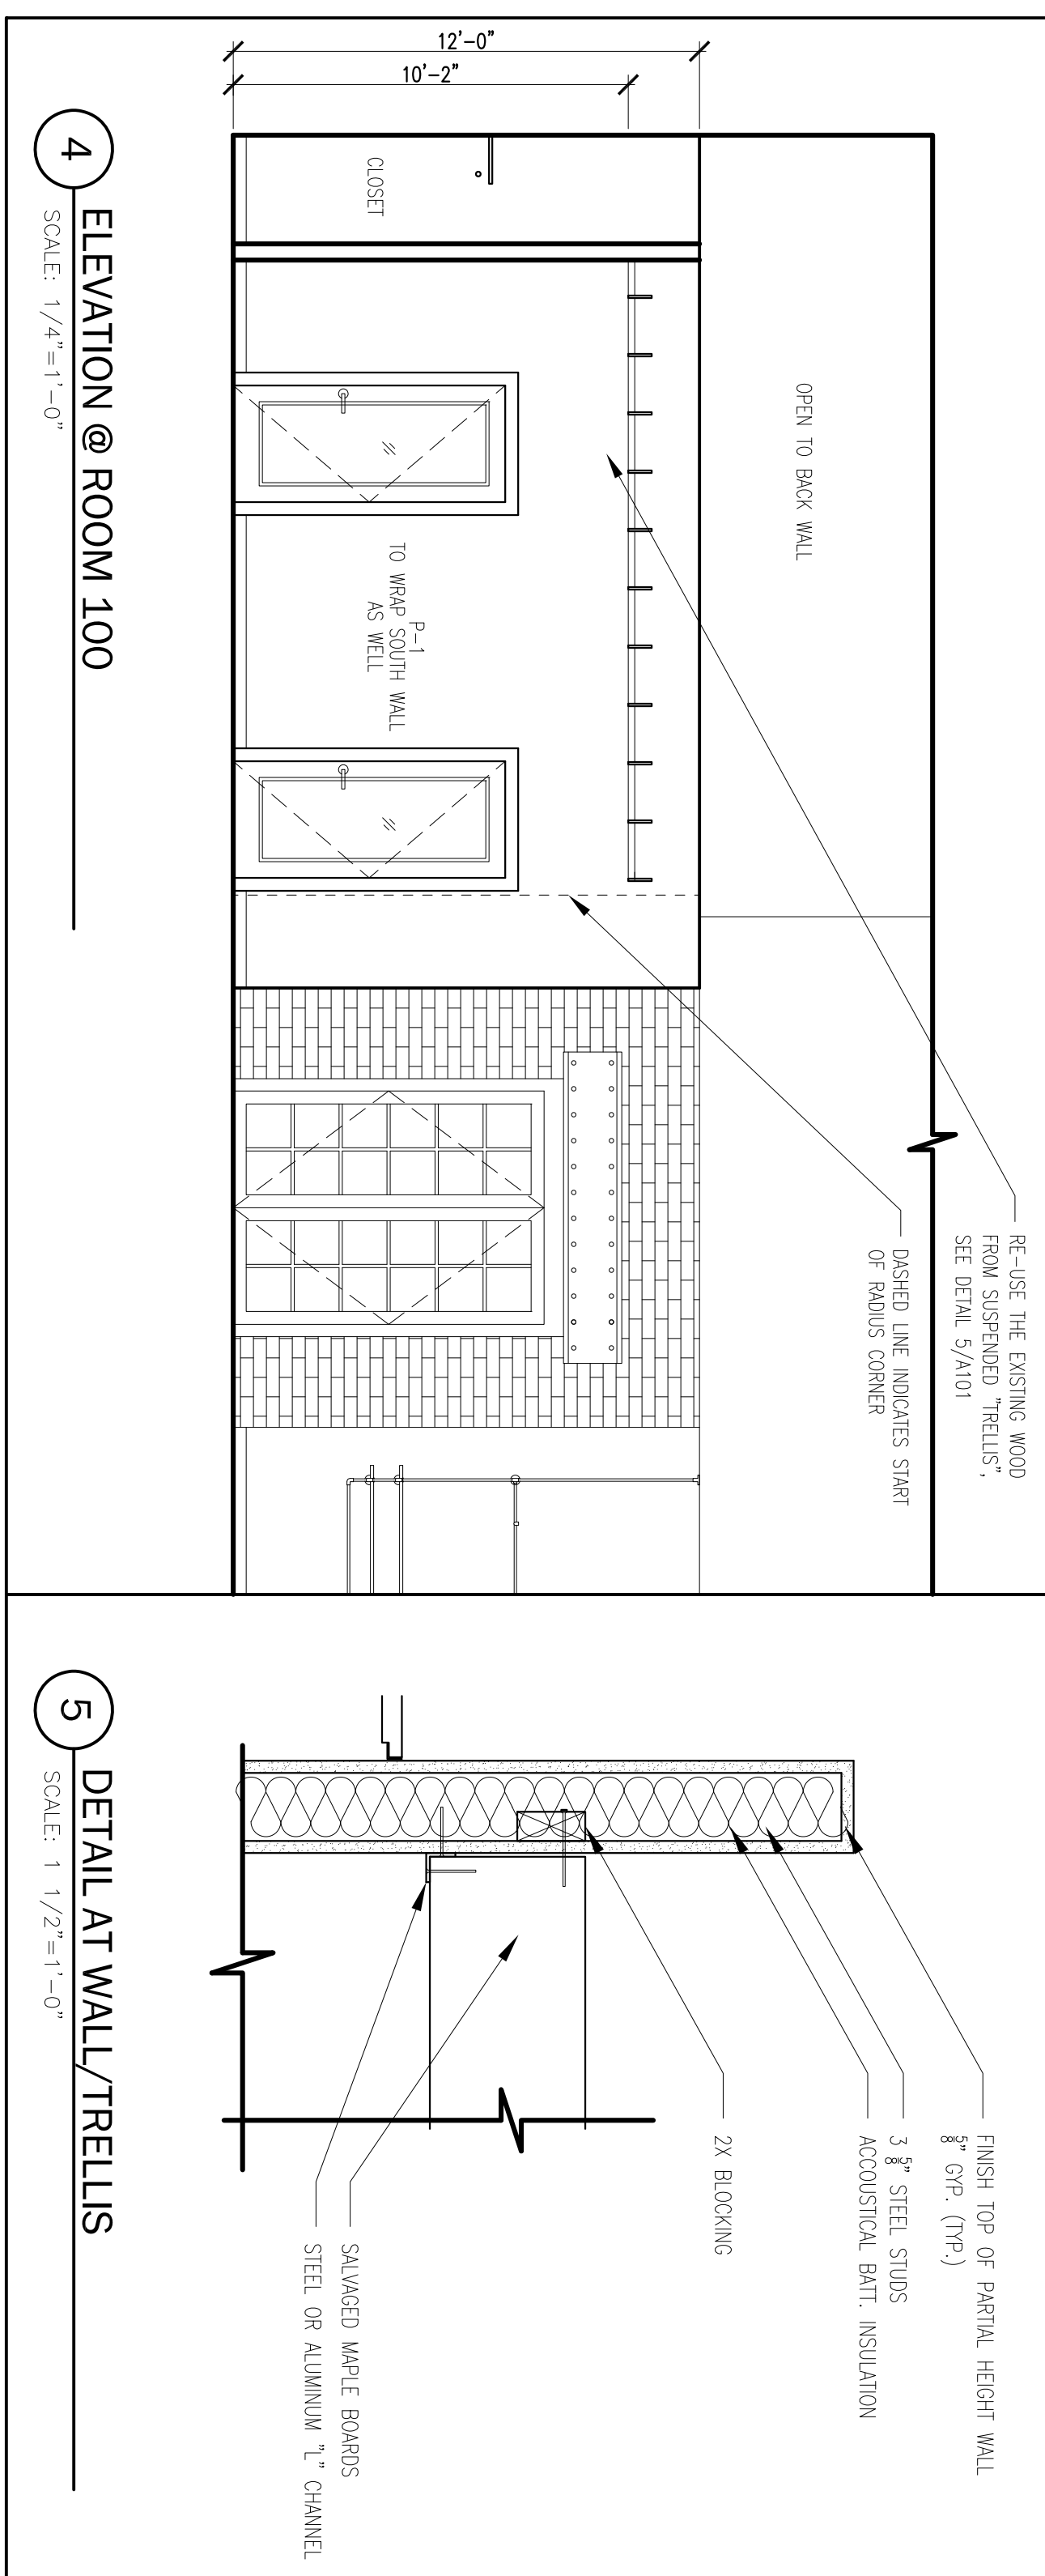 12'-0"
10'-2"
CLOSET
OPEN TO BACK WALL
P-1
TO WRAP SOUTH WALL
AS WELL
RE-USE THE EXISTING WOOD
FROM SUSPENDED "TRELLIS",
SEE DETAIL 5/A101
DASHED LINE INDICATES START
OF RADIUS CORNER
4
ELEVATION @ ROOM 100
SCALE: 1/4"=1'-0"
FINISH TOP OF PARTIAL HEIGHT WALL
5/8" GYP. (TYP.)
3 5/8" STEEL STUDS
ACCOUSTICAL BATT. INSULATION
2X BLOCKING
SALVAGED MAPLE BOARDS
STEEL OR ALUMINUM "L" CHANNEL
5
DETAIL AT WALL/TRELLIS
SCALE: 1 1/2"=1'-0"